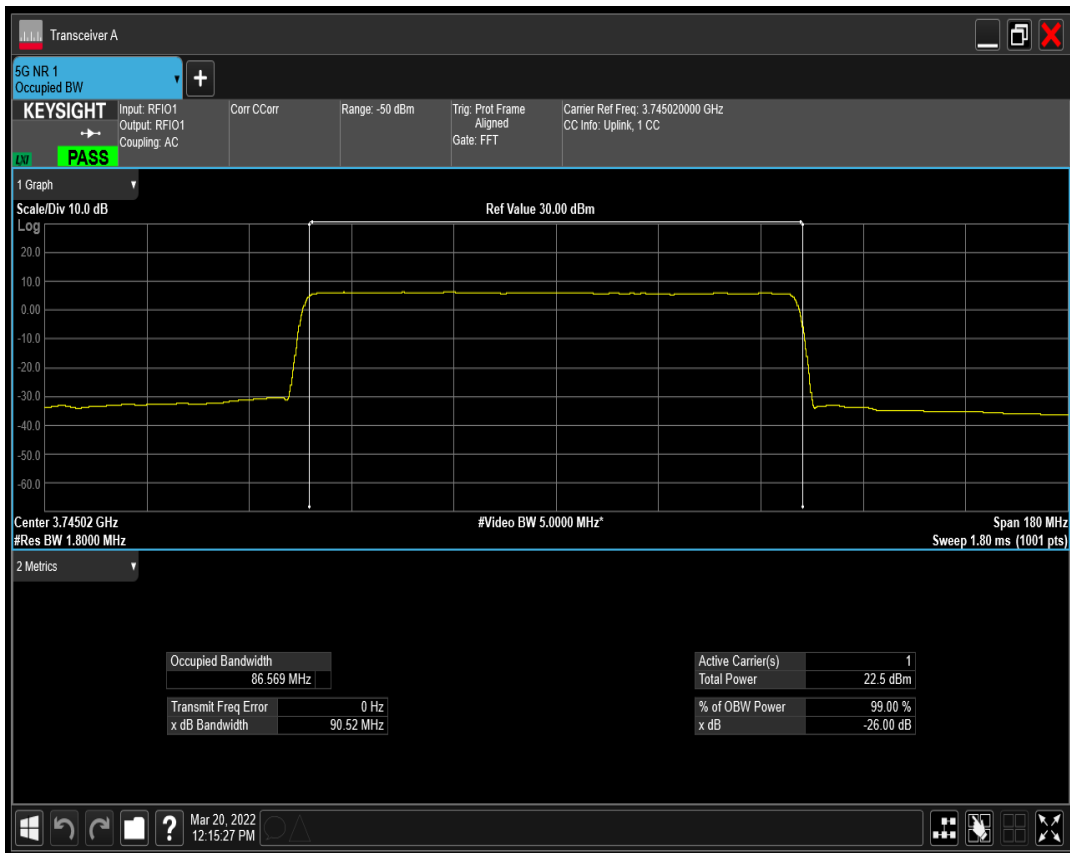 Transceiver A
5G NR 1
Occupied BW
+
KEYSIGHT
LXI
PASS
Input: RFIO1
Output: RFIO1
Coupling: AC
Corr CCorr
Range: -50 dBm
Trig: Prot Frame
Aligned
Gate: FFT
Carrier Ref Freq: 3.745020000 GHz
CC Info: Uplink, 1 CC
1 Graph
Scale/Div 10.0 dB
Ref Value 30.00 dBm
Log
20.0
10.0
0.00
-10.0
-20.0
-30.0
-40.0
-50.0
-60.0
Center 3.74502 GHz
#Video BW 5.0000 MHz*
Span 180 MHz
#Res BW 1.8000 MHz
Sweep 1.80 ms (1001 pts)
2 Metrics
Occupied Bandwidth
86.569 MHz
Transmit Freq Error 0 Hz
x dB Bandwidth 90.52 MHz
Active Carrier(s) 1
Total Power 22.5 dBm
% of OBW Power 99.00 %
x dB -26.00 dB
?
Mar 20, 2022
12:15:27 PM